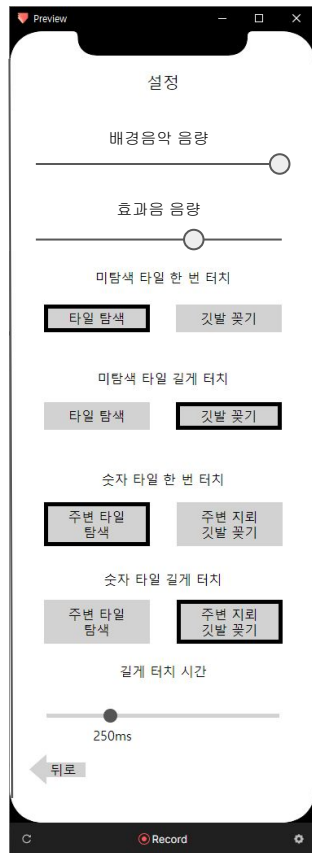 Preview
설정
배경음악 음량
효과음 음량
미탐색 타일 한 번 터치
타일 탐색
깃발 꽂기
미탐색 타일 길게 터치
타일 탐색
깃발 꽂기
숫자 타일 한 번 터치
주변 타일
탐색
주변 지뢰
깃발 꽂기
숫자 타일 길게 터치
주변 타일
탐색
주변 지뢰
깃발 꽂기
길게 터치 시간
250ms
뒤로
Record